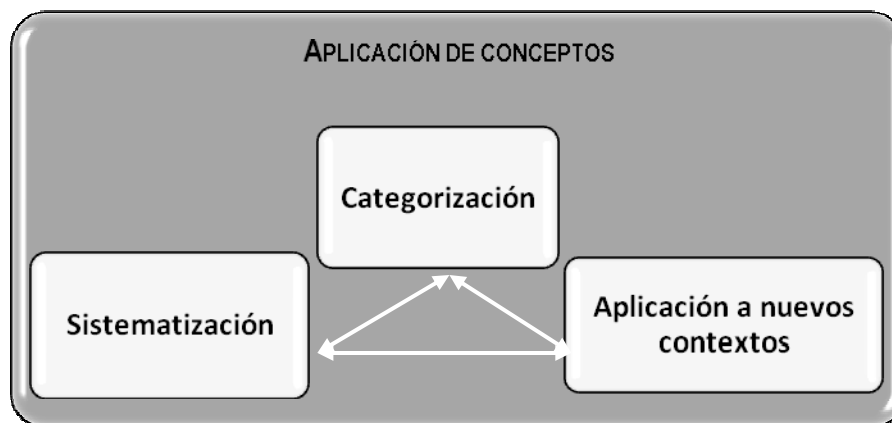 APLICACIÓN DE CONCEPTOS
Categorización
Sistematización
Aplicación a nuevos
contextos